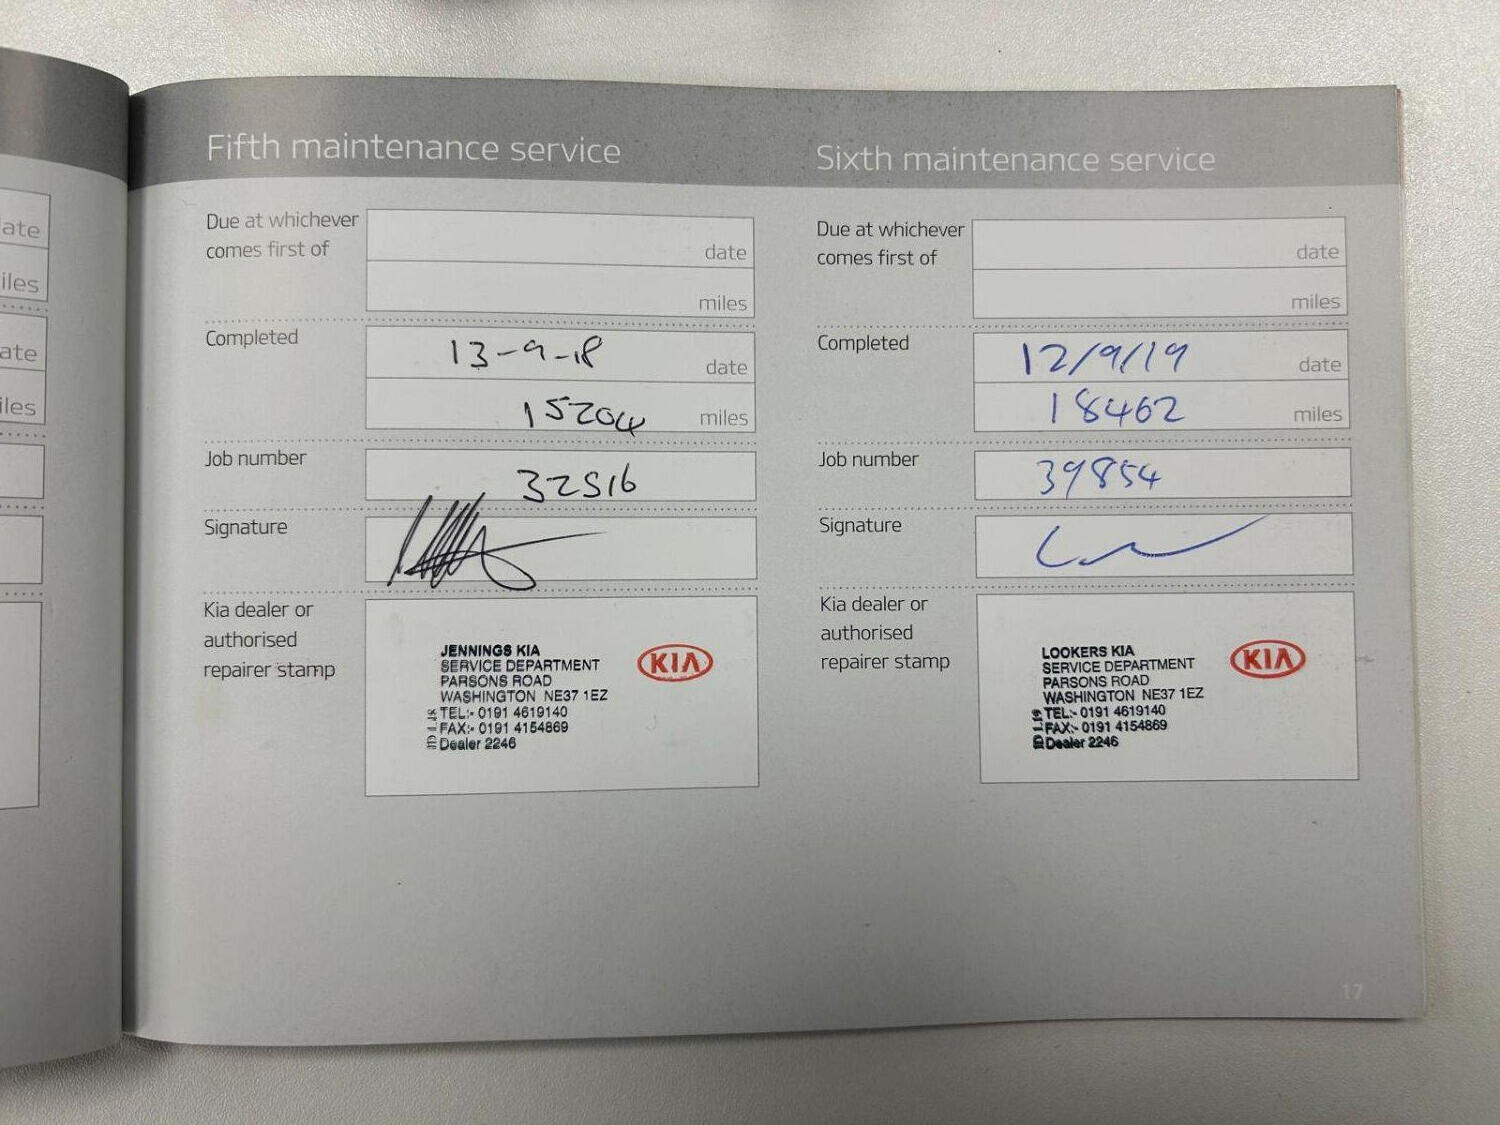 ate
iles
ate
iles
Fifth maintenance service
Due at whichever
comes first of
date
miles
Completed
13-9-18
date
15204
miles
Job number
32516
Signature
Kia dealer or
authorised
repairer stamp
JENNINGS KIA
SERVICE DEPARTMENT
PARSONS ROAD
WASHINGTON NE37 1EZ
TEL:- 0191 4619140
FAX:- 0191 4154869
Dealer 2246
KIA
Sixth maintenance service
Due at whichever
comes first of
date
miles
Completed
12/9/19
date
18462
miles
Job number
39854
Signature
Kia dealer or
authorised
repairer stamp
LOOKERS KIA
SERVICE DEPARTMENT
PARSONS ROAD
WASHINGTON NE37 1EZ
TEL:- 0191 4619140
FAX:- 0191 4154869
Dealer 2246
KIA
17